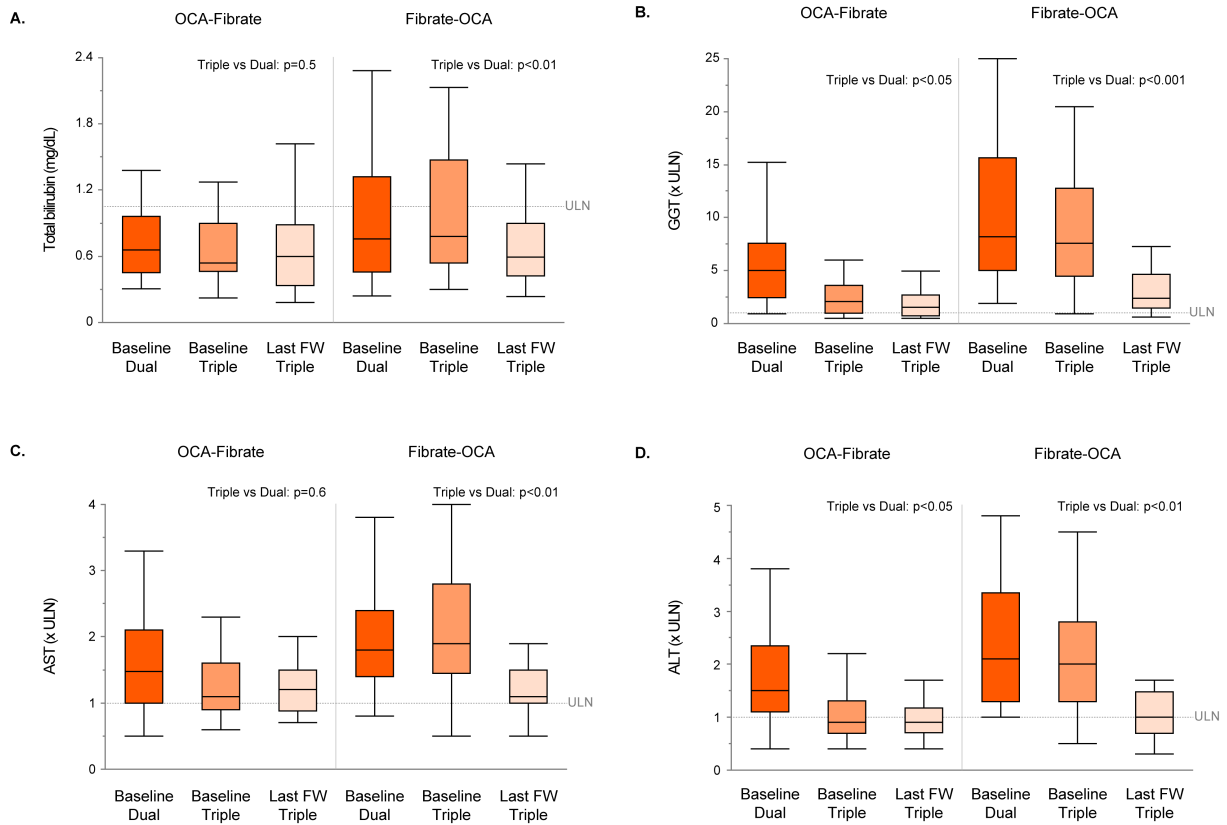 A.
OCA-Fibrate
Fibrate-OCA
Triple vs Dual: p=0.5
Triple vs Dual: p<0.01
Total bilirubin (mg/dL)
2.4
1.8
1.2
0.6
0
ULN
Baseline Dual
Baseline Triple
Last FW Triple
Baseline Dual
Baseline Triple
Last FW Triple
B.
OCA-Fibrate
Fibrate-OCA
Triple vs Dual: p<0.05
Triple vs Dual: p<0.001
GGT (x ULN)
25
20
15
10
5
0
ULN
Baseline Dual
Baseline Triple
Last FW Triple
Baseline Dual
Baseline Triple
Last FW Triple
C.
OCA-Fibrate
Fibrate-OCA
Triple vs Dual: p=0.6
Triple vs Dual: p<0.01
AST (x ULN)
4
3
2
1
0
ULN
Baseline Dual
Baseline Triple
Last FW Triple
Baseline Dual
Baseline Triple
Last FW Triple
D.
OCA-Fibrate
Fibrate-OCA
Triple vs Dual: p<0.05
Triple vs Dual: p<0.01
ALT (x ULN)
5
4
3
2
1
0
ULN
Baseline Dual
Baseline Triple
Last FW Triple
Baseline Dual
Baseline Triple
Last FW Triple